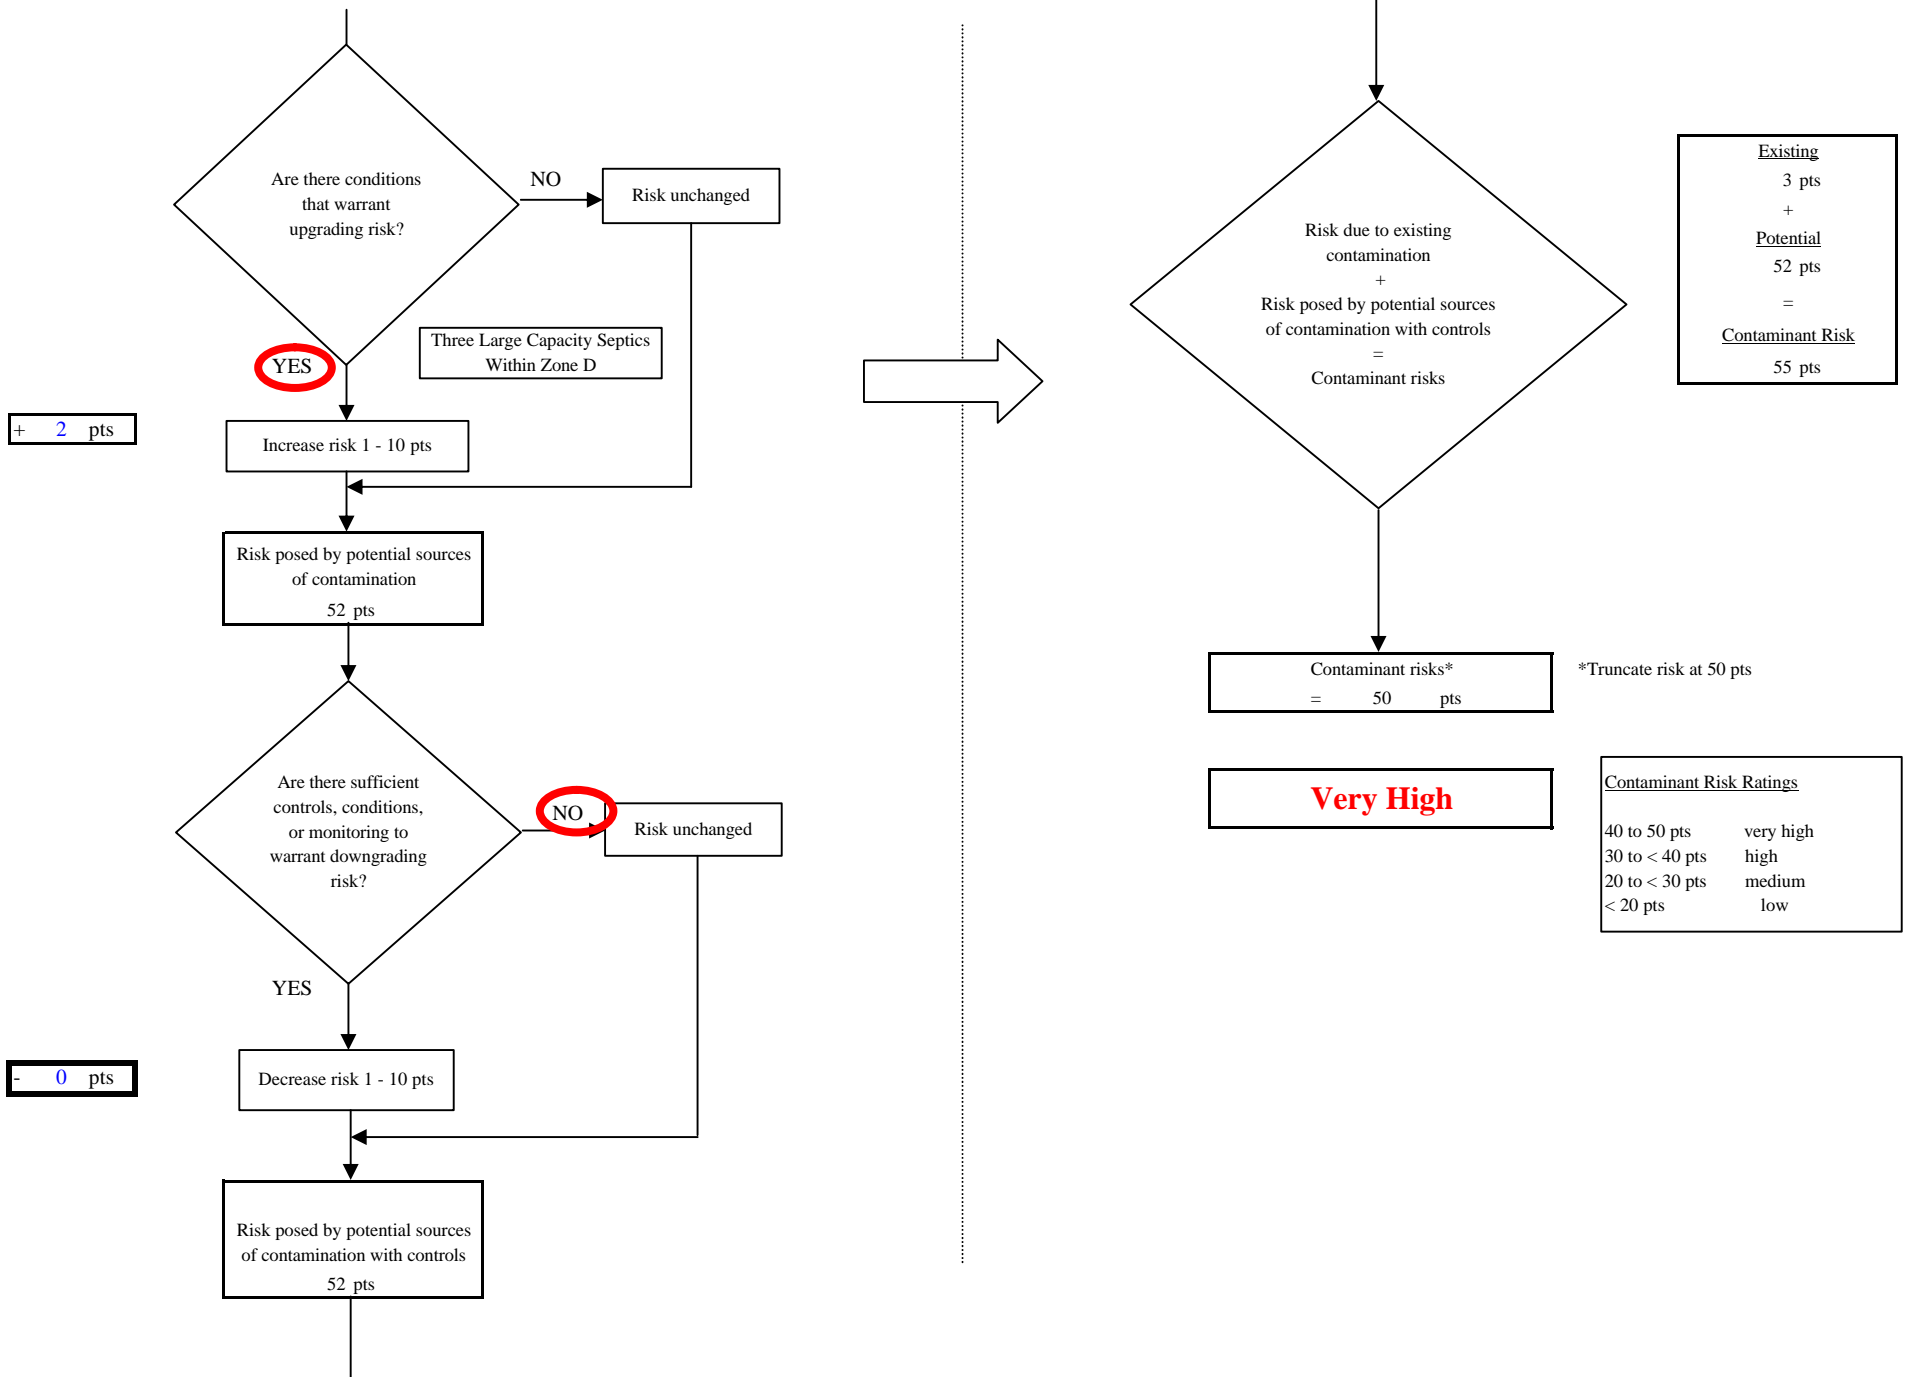 Are there conditions
that warrant
upgrading risk?
NO
Risk unchanged
Three Large Capacity Septics
Within Zone D
YES
+ 2 pts
Increase risk 1 - 10 pts
Risk posed by potential sources
of contamination
52 pts
Are there sufficient
controls, conditions,
or monitoring to
warrant downgrading
risk?
NO
Risk unchanged
YES
- 0 pts
Decrease risk 1 - 10 pts
Risk posed by potential sources
of contamination with controls
52 pts
Risk due to existing
contamination
+
Risk posed by potential sources
of contamination with controls
=
Contaminant risks
Existing
3 pts
+
Potential
52 pts
=
Contaminant Risk
55 pts
Contaminant risks*
= 50 pts
*Truncate risk at 50 pts
Very High
Contaminant Risk Ratings
40 to 50 pts very high
30 to < 40 pts high
20 to < 30 pts medium
< 20 pts low